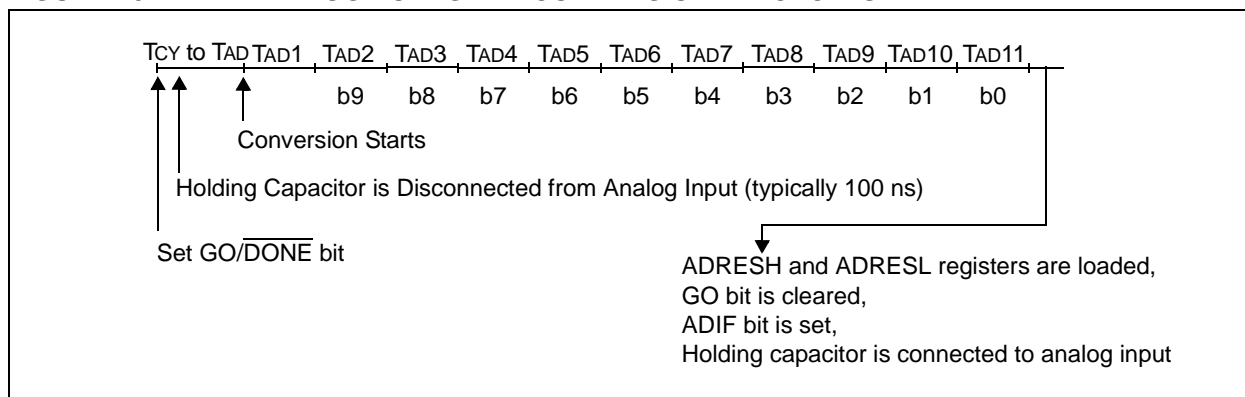 TCY to TAD TAD1 TAD2 TAD3 TAD4 TAD5 TAD6 TAD7 TAD8 TAD9 TAD10 TAD11
b9 b8 b7 b6 b5 b4 b3 b2 b1 b0
Conversion Starts
Holding Capacitor is Disconnected from Analog Input (typically 100 ns)
Set GO/DONE bit
ADRESH and ADRESL registers are loaded,
GO bit is cleared,
ADIF bit is set,
Holding capacitor is connected to analog input